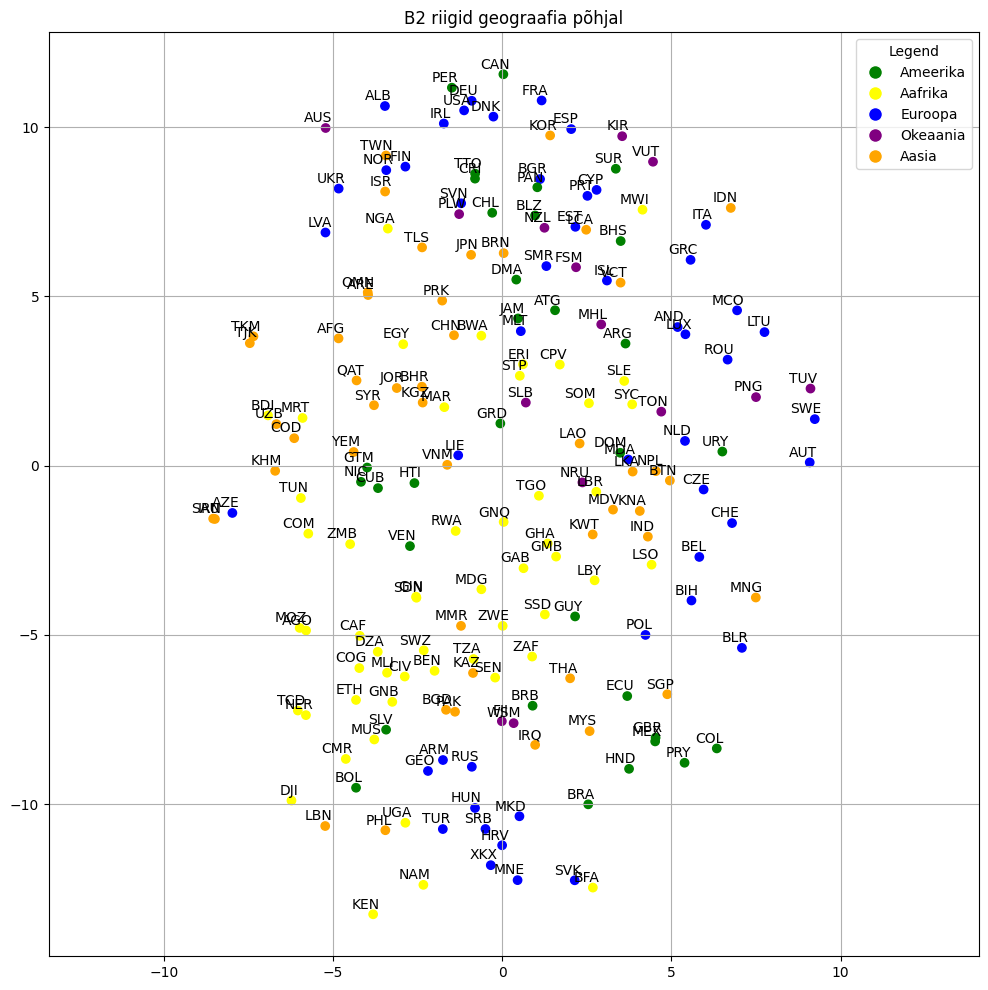 B2 riigid geograafia põhjal
Legend
Ameerika
Aafrika
Euroopa
Okeaania
Aasia
CAN
PER
DEU
FRA
ALB
USA
DNK
IRL
ESP
AUS
KOR
KIR
TWN
FIN
NOR
VUT
TTO
BGR
SUR
UKR
ISR
PAN
CYP
PRT
SVN
PLW
CHL
BLZ
MWI
IDN
LVA
NGA
NZL
EST
LCA
ITA
TLS
JPN
BRN
BHS
SMR
FSM
GRC
DMA
ISL
VCT
OMN
ARE
PRK
ATG
JAM
MLT
MHL
MCO
TKM
TJK
AFG
EGY
CHN
BWA
ARG
AND
LUX
LTU
ROU
ERI
STP
CPV
QAT
JOR
BHR
KGZ
MAR
SLE
SYC
TUV
PNG
SYR
SLB
SOM
TON
SWE
BDI
UZB
MRT
COD
GRD
NLD
URY
LAO
DOM
YEM
LIE
VNM
AUT
KHM
GTM
NIC
CUB
HTI
NRU
LBR
LKA
NPL
BTN
CZE
TUN
TGO
MDV
KNA
AZE
COM
ZMB
VEN
RWA
GNQ
GHA
GMB
KWT
IND
CHE
GAB
LBY
LSO
BEL
MDG
MNG
BIH
SSD
GUY
MOZ
AGO
CAF
MMR
ZWE
POL
BLR
DZA
SWZ
TZA
ZAF
COG
MLI
CIV
BEN
KAZ
SEN
THA
ETH
GNB
ECU
SGP
TCD
NER
BGD
PAK
BRB
FJI
WSM
SLV
MUS
IRQ
MYS
GBR
MEX
COL
CMR
GEO
ARM
RUS
HND
PRY
BOL
DJI
HUN
BRA
LBN
PHL
UGA
TUR
SRB
MKD
HRV
XKX
MNE
SVK
BFA
NAM
KEN
10
5
0
−5
−10
−10
−5
0
5
10